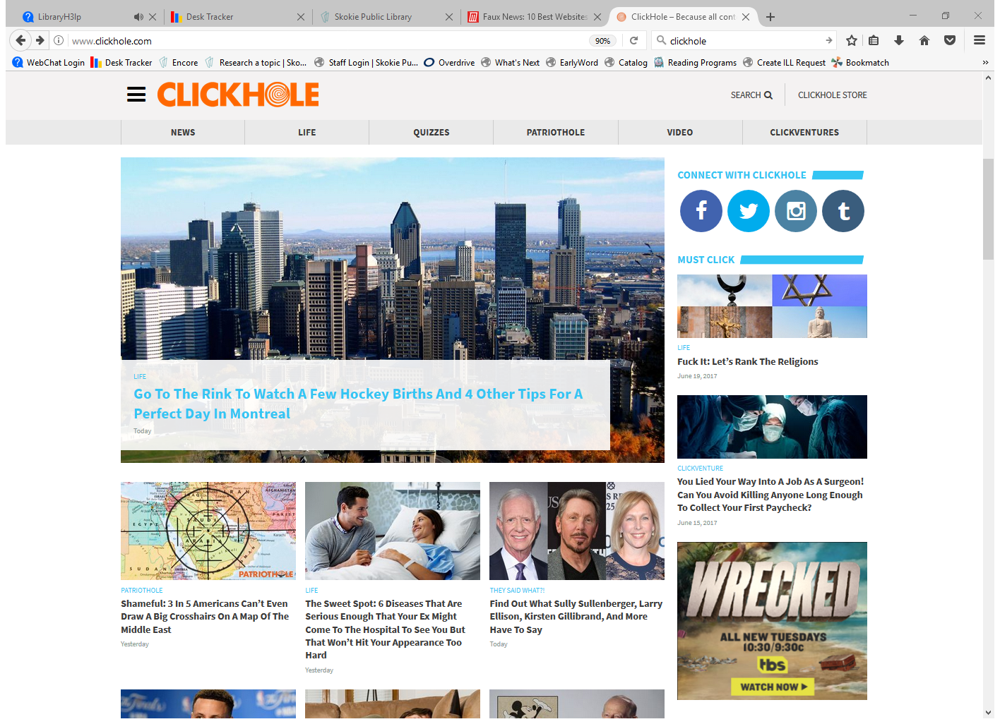 LibraryH3lp
Desk Tracker
Skokie Public Library
Faux News: 10 Best Websites
ClickHole – Because all cont
www.clickhole.com
90%
clickhole
WebChat Login
Desk Tracker
Encore
Research a topic | Sko...
Staff Login | Skokie Pu...
Overdrive
What's Next
EarlyWord
Catalog
Reading Programs
Create ILL Request
Bookmatch
CLICKHOLE
SEARCH
CLICKHOLE STORE
NEWS
LIFE
QUIZZES
PATRIOTHOLE
VIDEO
CLICKVENTURES
LIFE
Go To The Rink To Watch A Few Hockey Births And 4 Other Tips For A
Perfect Day In Montreal
Today
PATRIOTHOLE
PATRIOTHOLE
Shameful: 3 In 5 Americans Can't Even
Draw A Big Crosshairs On A Map Of The
Middle East
Yesterday
LIFE
The Sweet Spot: 6 Diseases That Are
Serious Enough That Your Ex Might
Come To The Hospital To See You But
That Won't Hit Your Appearance Too
Hard
Yesterday
THEY SAID WHAT?!
Find Out What Sully Sullenberger, Larry
Ellison, Kirsten Gillibrand, And More
Have To Say
Today
CONNECT WITH CLICKHOLE
MUST CLICK
LIFE
Fuck It: Let's Rank The Religions
June 19, 2017
CLICKVENTURE
You Lied Your Way Into A Job As A Surgeon!
Can You Avoid Killing Anyone Long Enough
To Collect Your First Paycheck?
June 15, 2017
WRECKED
ALL NEW TUESDAYS
10:30/9:30c
tbs
WATCH NOW